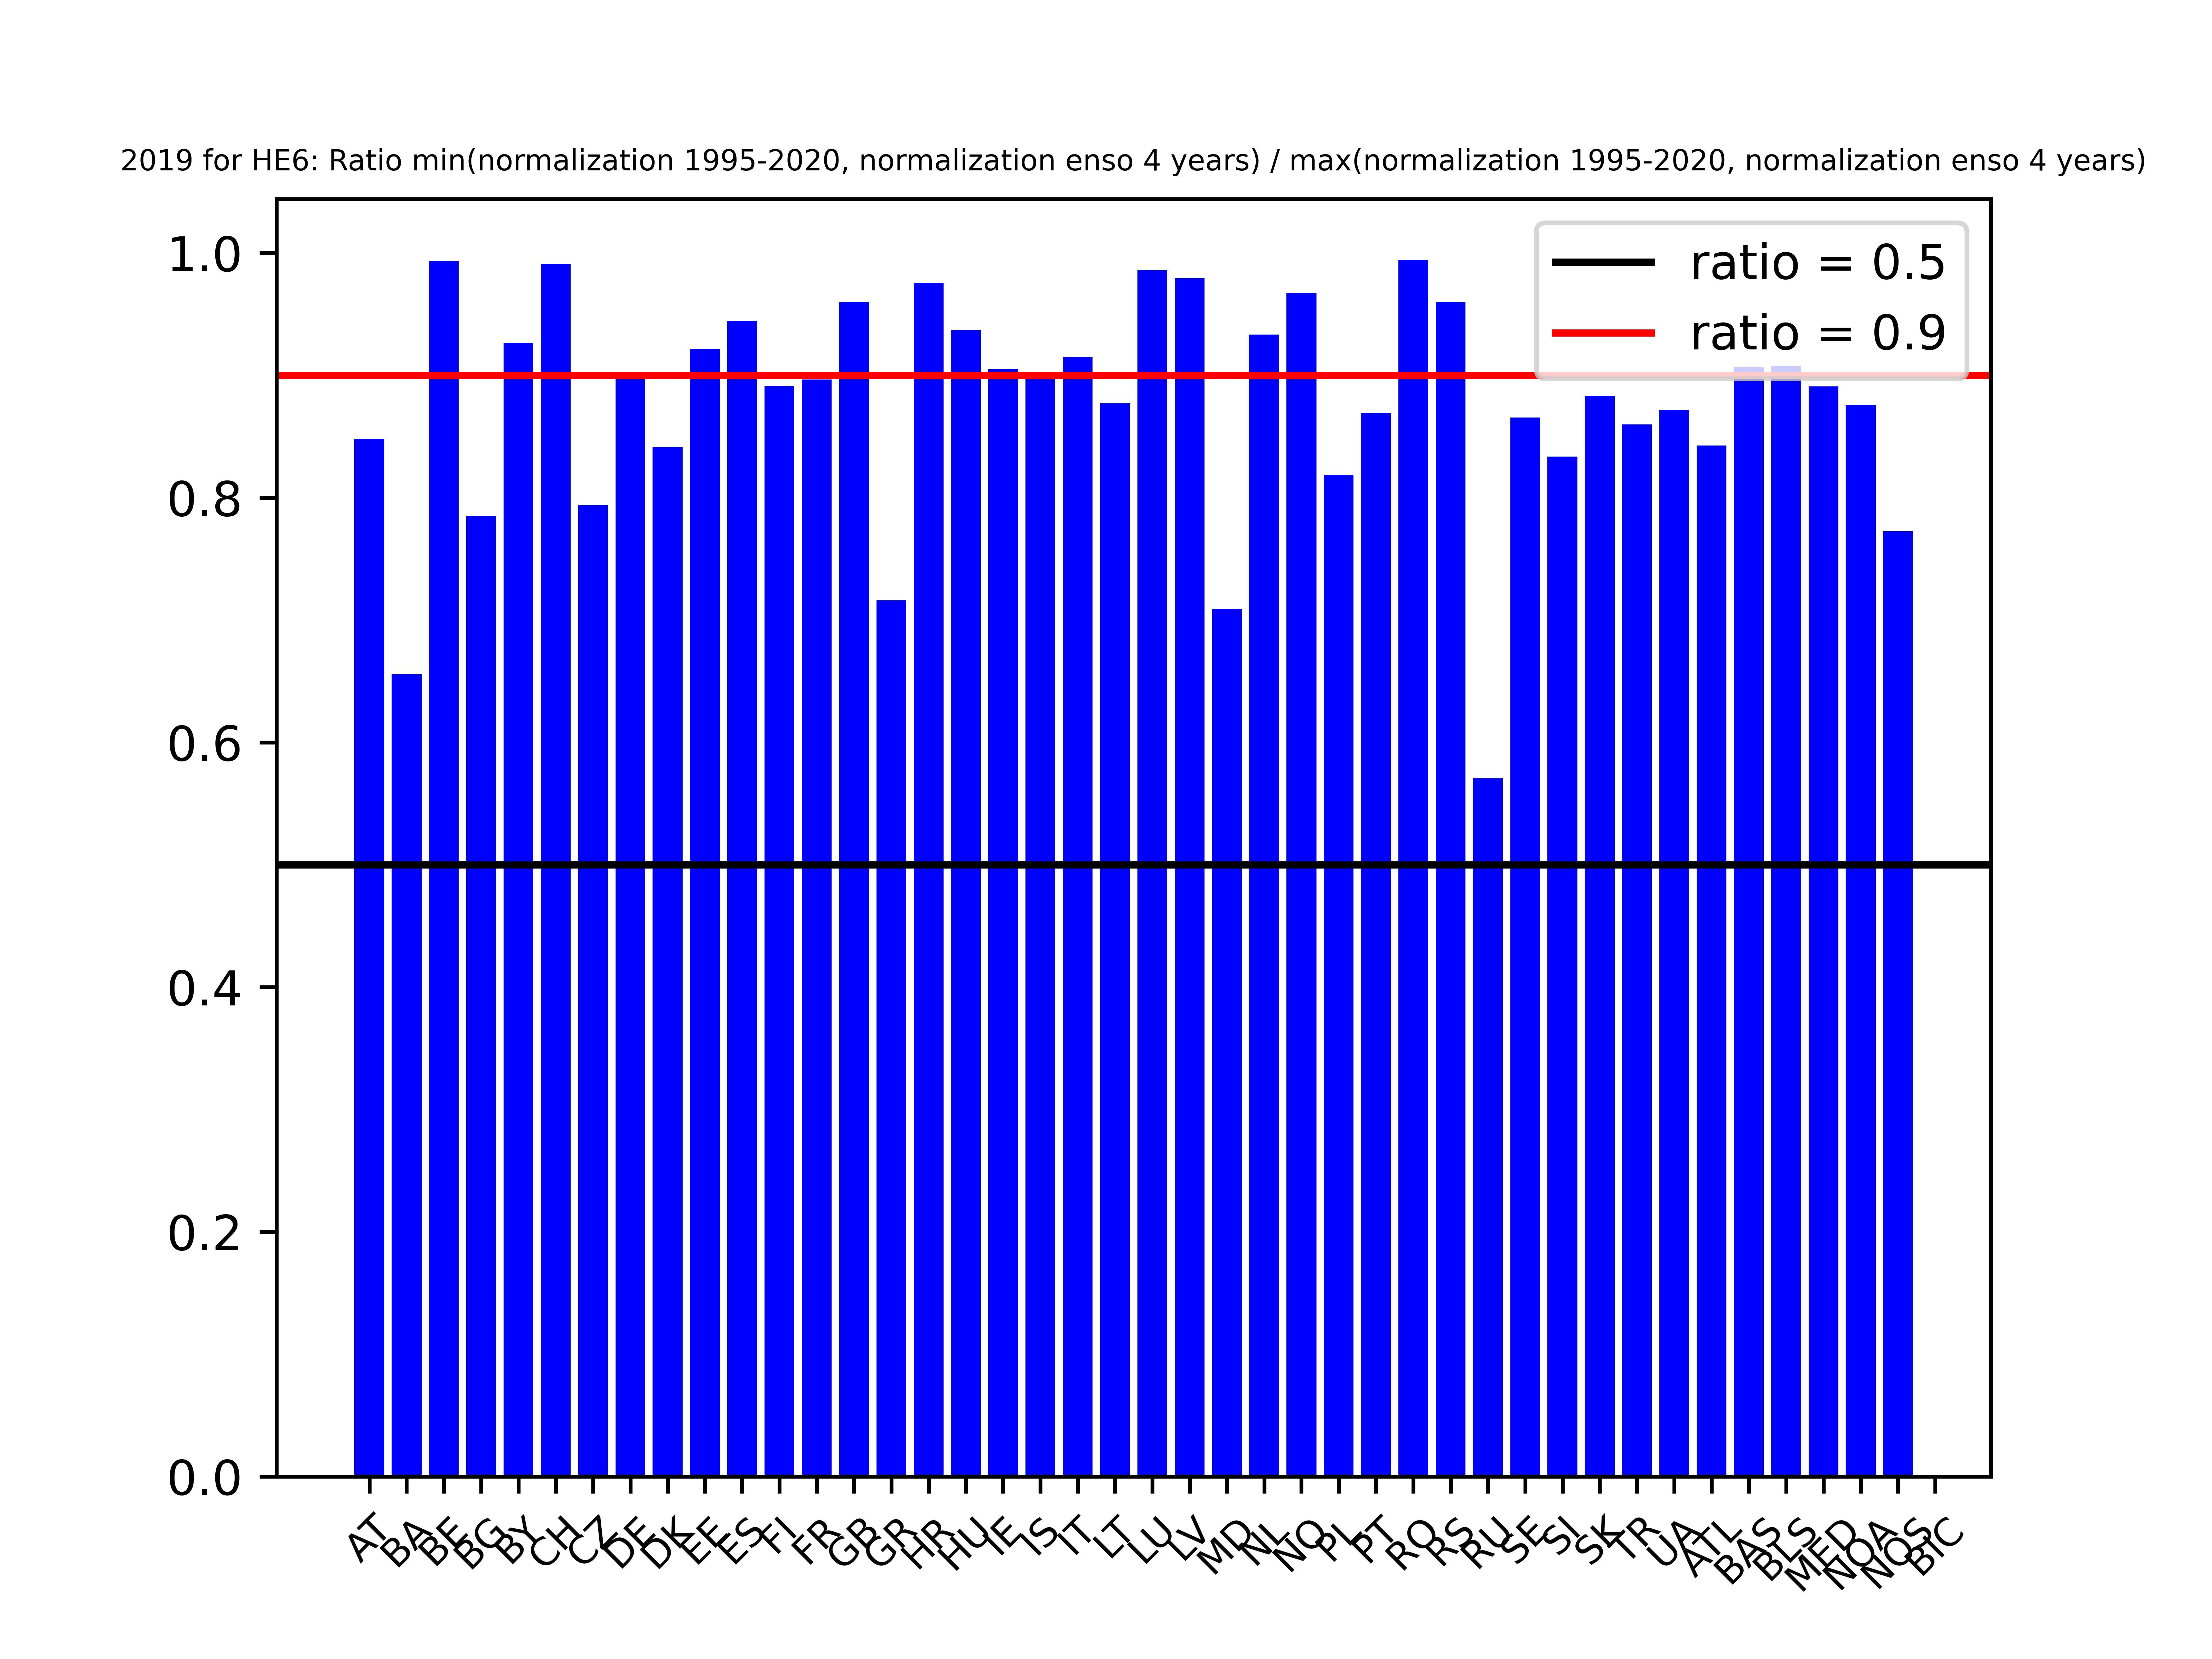 2019 for HE6: Ratio min(normalization 1995-2020, normalization enso 4 years) / max(normalization 1995-2020, normalization enso 4 years)
1.0
0.8
0.6
0.4
0.2
0.0
ratio = 0.5
ratio = 0.9
AT BA BE BG BY CH CZ DE DK EE ES FI FR GB GR HR HU IE IS IT LT LU LV MD NL NO PL PT RO RS RU SE SI SK TR UA ATL BAS BLS MED NOA NOS BIC